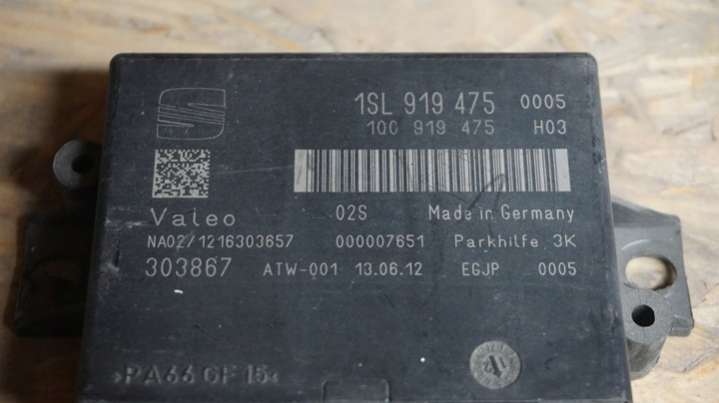 1SL 919 475 0005
1Q0 919 475 H03
Valeo 02S Made in Germany
NA02/1216303657 000007651 Parkhilfe 3K
303867 ATW-001 13.06.12 EGJP 0005
>PA66 GF 15<